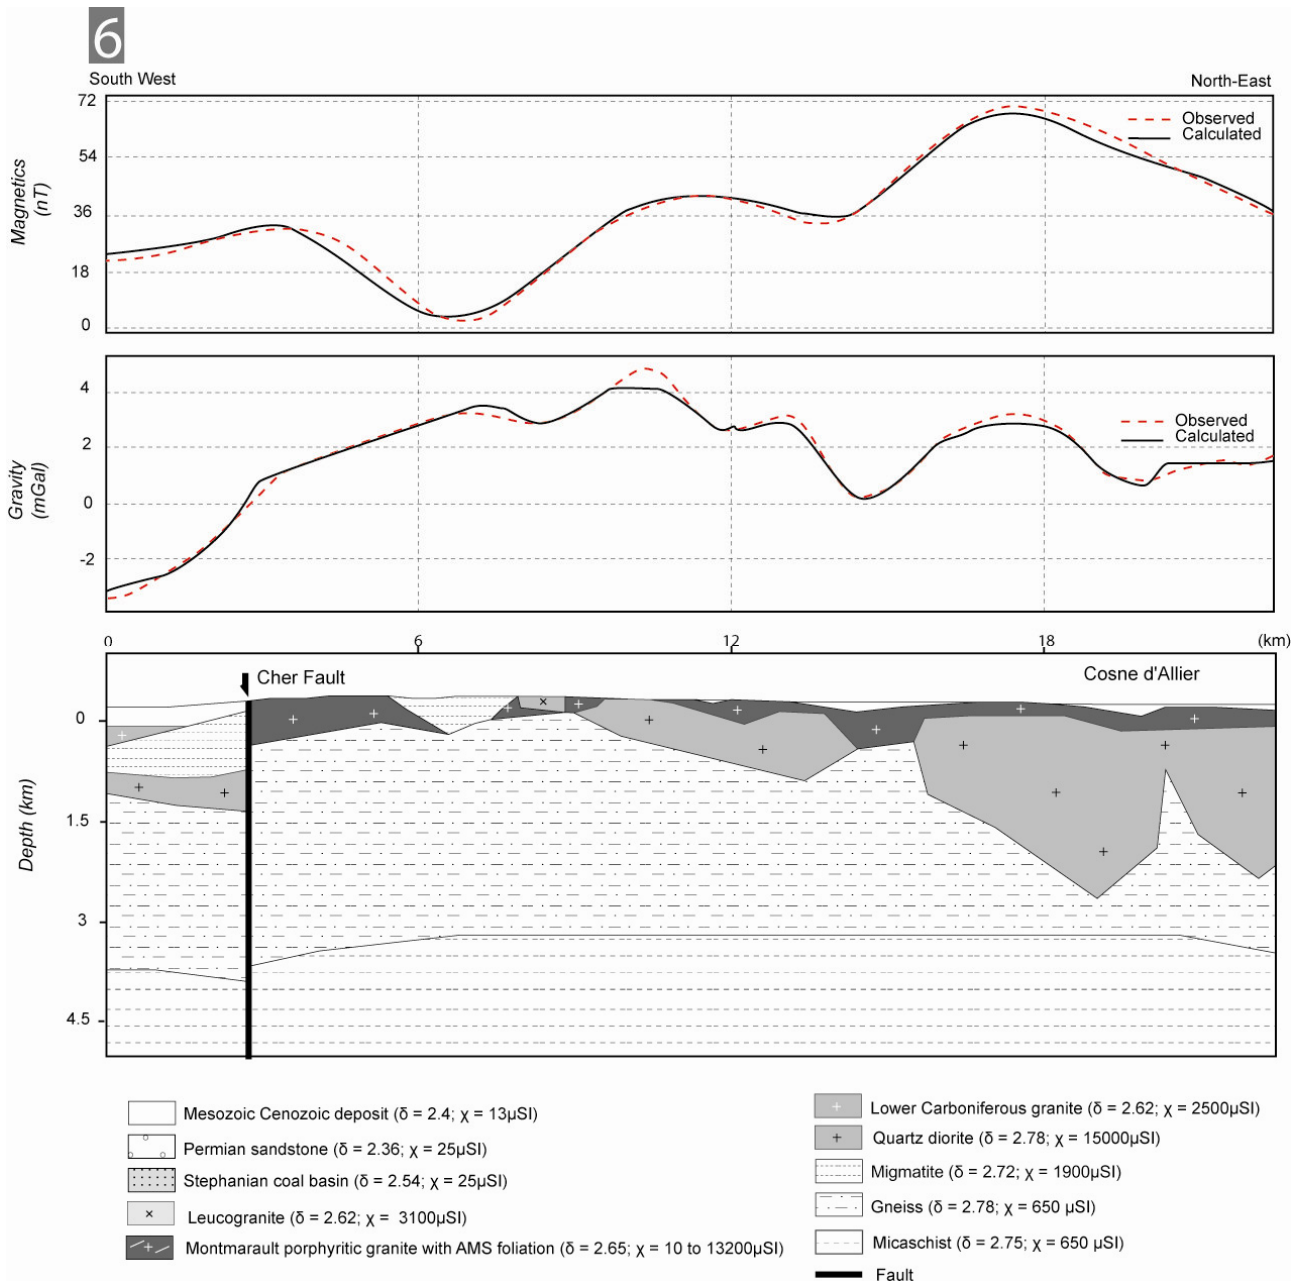 6
South West
North-East
72
54
36
18
0
Magnetics
(nT)
Observed
Calculated
4
2
0
-2
Gravity
(mGal)
Observed
Calculated
0
6
12
18
(km)
Cher Fault
Cosne d'Allier
0
1.5
3
4.5
Depth (km)
Mesozoic Cenozoic deposit (δ = 2.4; χ = 13µSI)
Permian sandstone (δ = 2.36; χ = 25µSI)
Stephanian coal basin (δ = 2.54; χ = 25µSI)
Leucogranite (δ = 2.62; χ = 3100µSI)
Montmarault porphyritic granite with AMS foliation (δ = 2.65; χ = 10 to 13200µSI)
Lower Carboniferous granite (δ = 2.62; χ = 2500µSI)
Quartz diorite (δ = 2.78; χ = 15000µSI)
Migmatite (δ = 2.72; χ = 1900µSI)
Gneiss (δ = 2.78; χ = 650 µSI)
Micaschist (δ = 2.75; χ = 650 µSI)
Fault